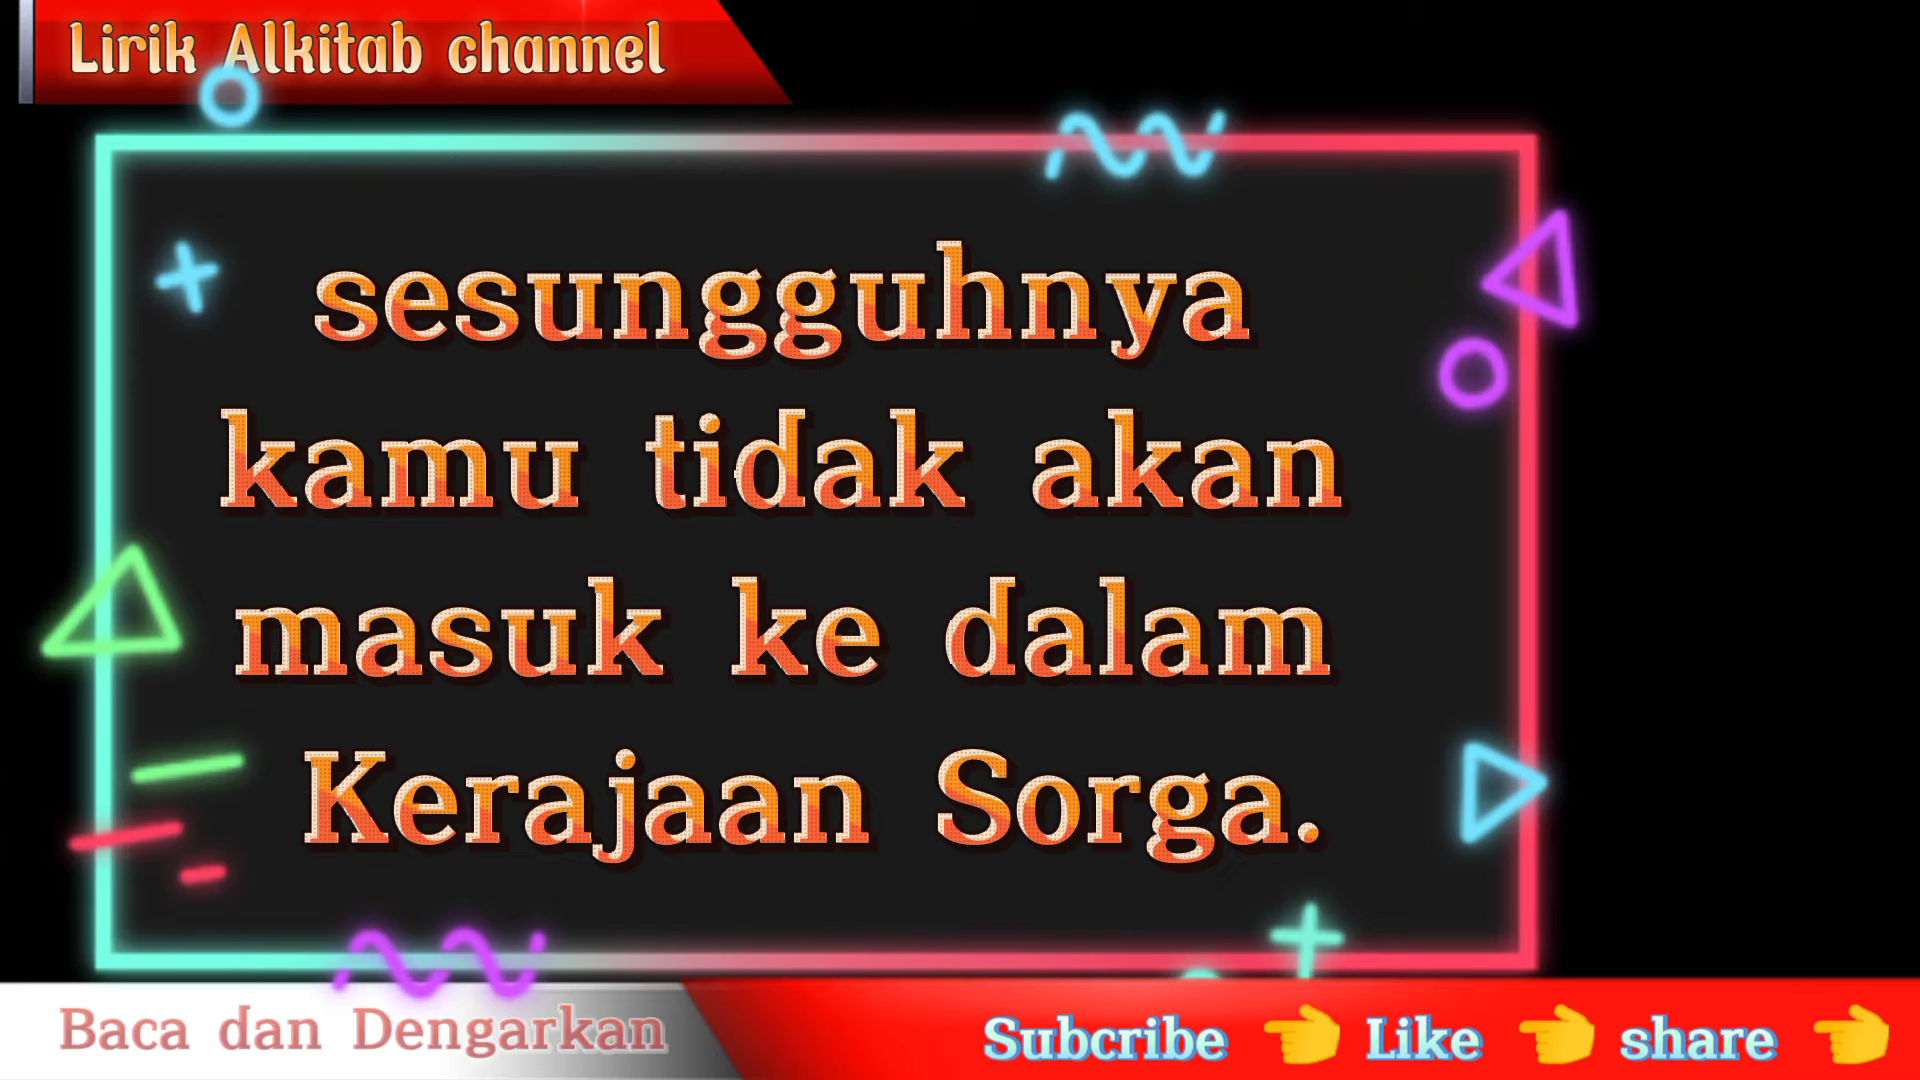 Lirik Alkitab channel
sesungguhnya
kamu tidak akan
masuk ke dalam
Kerajaan Sorga.
Baca dan Dengarkan
Subcribe 👈 Like 👈 share 👈